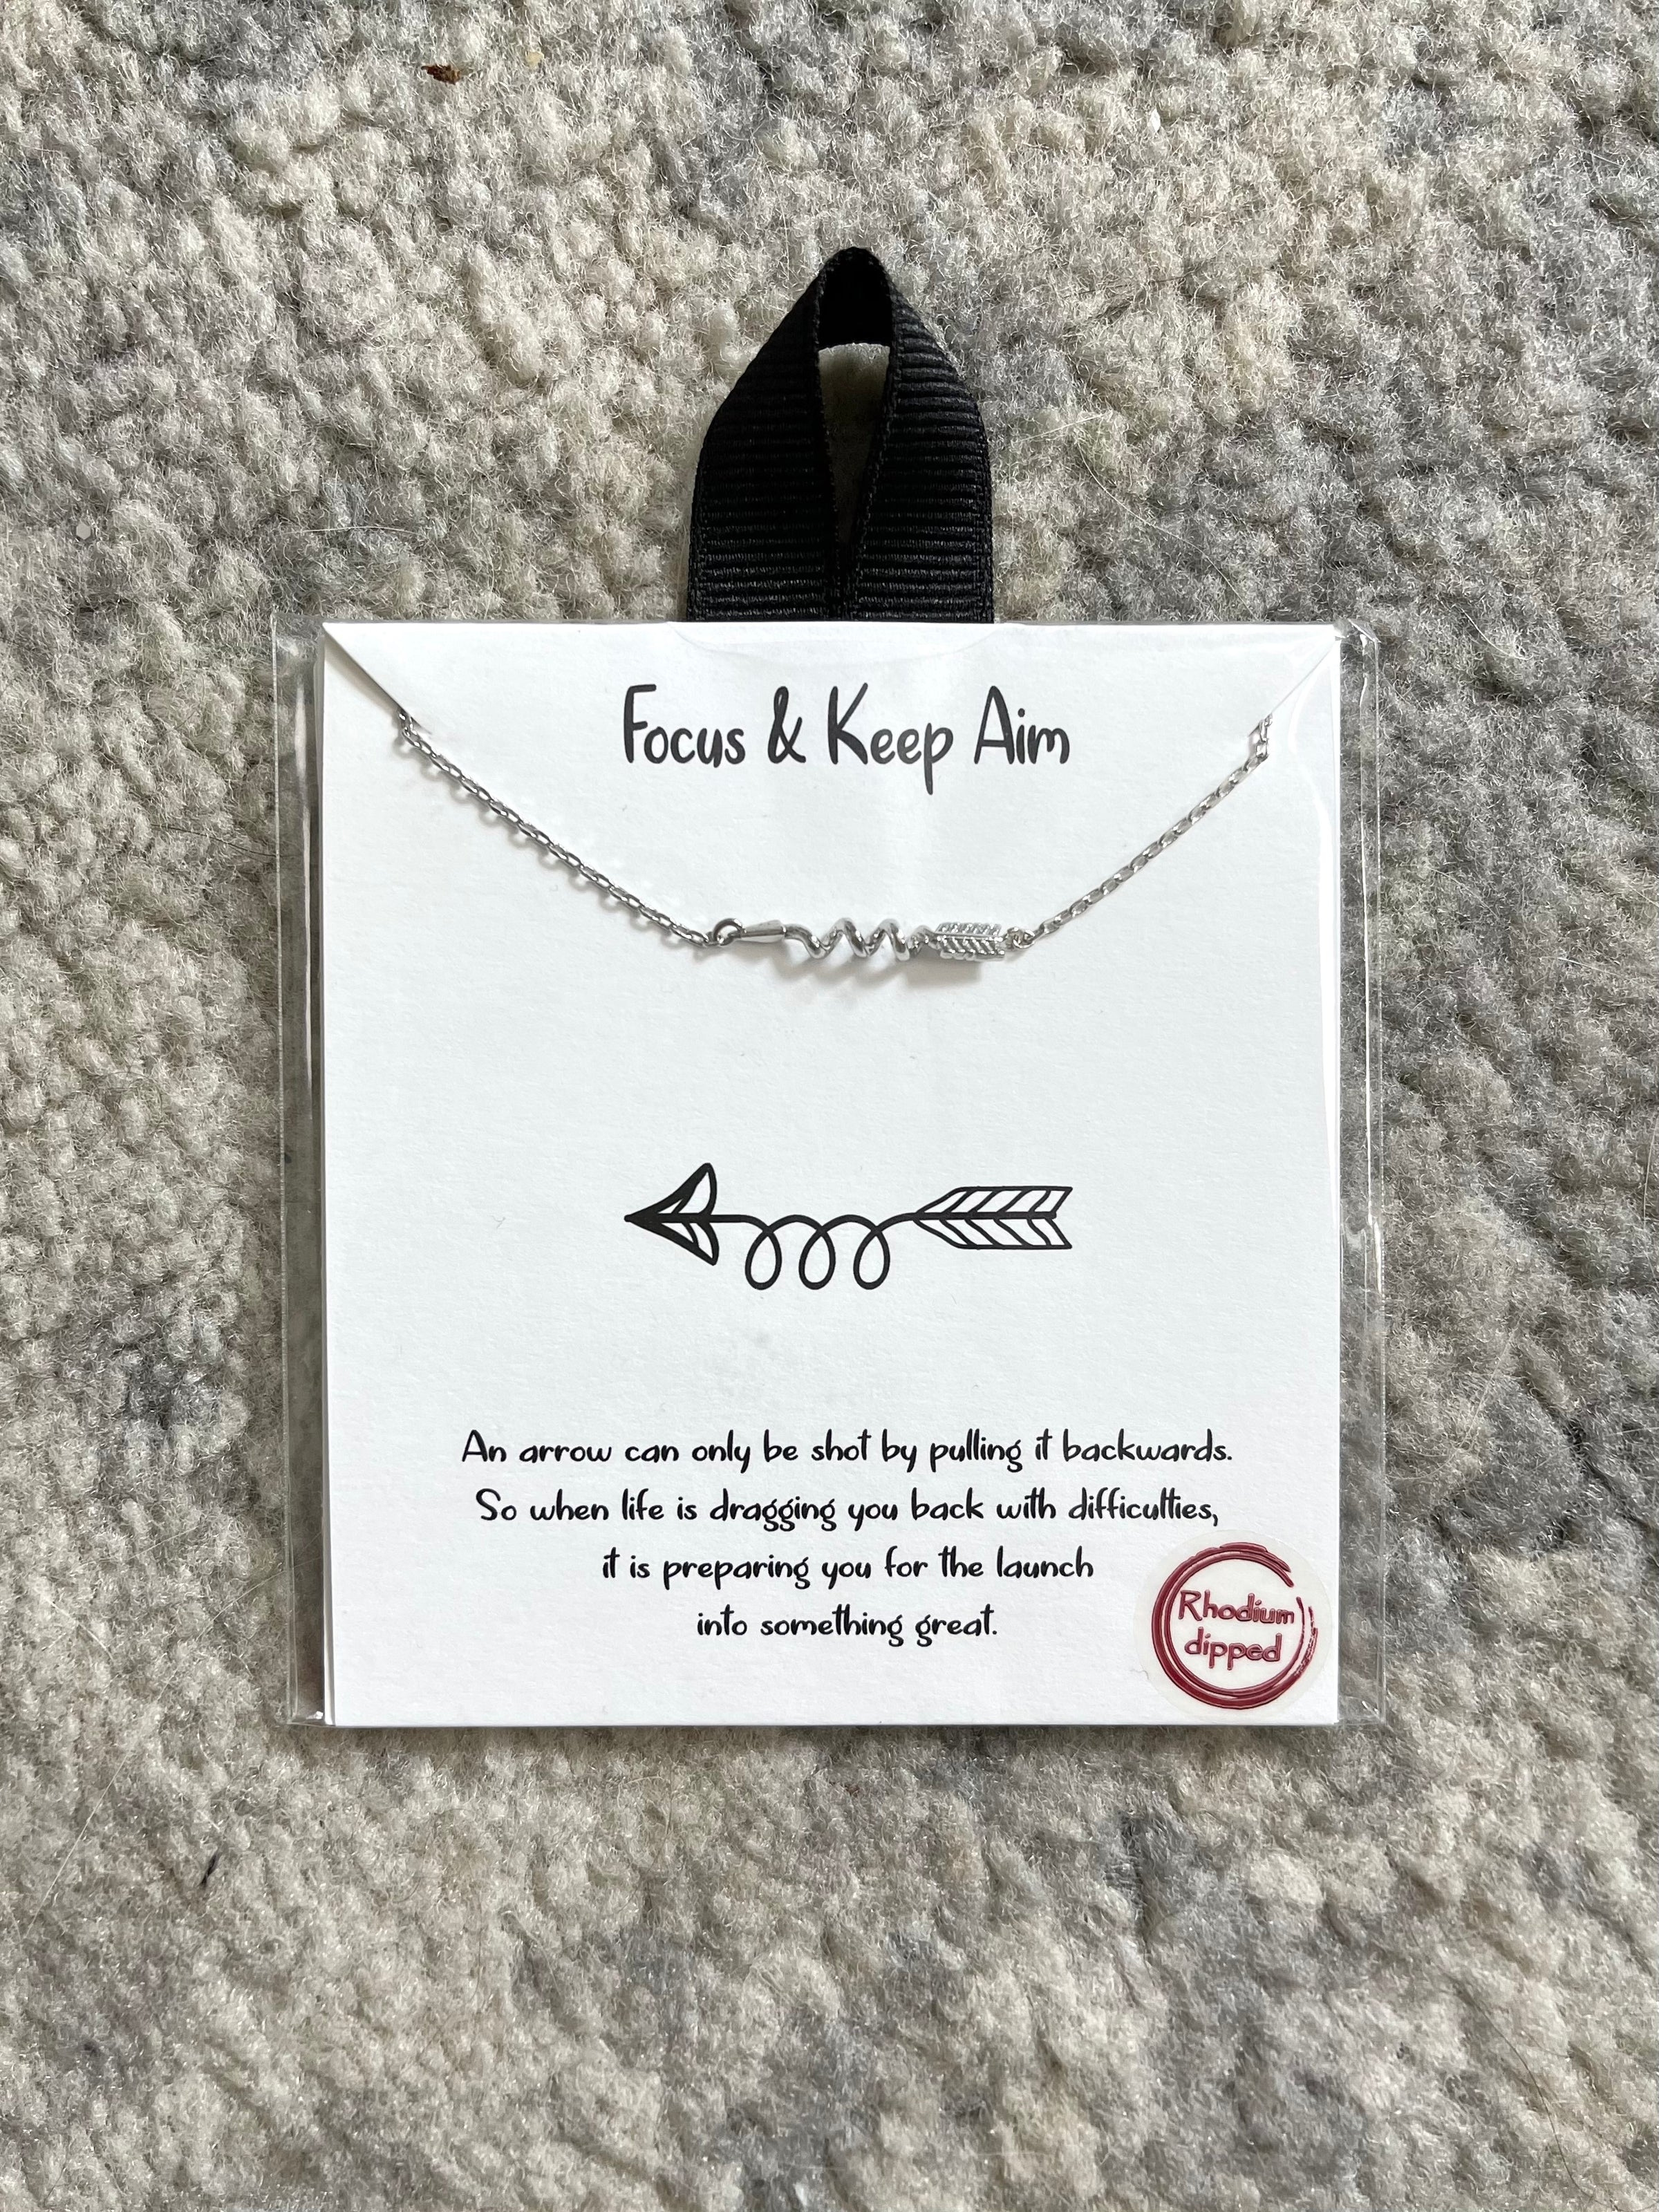 Focus & Keep Aim
An arrow can only be shot by pulling it backwards.
So when life is dragging you back with difficulties,
it is preparing you for the launch
into something great.
Rhodium
dipped